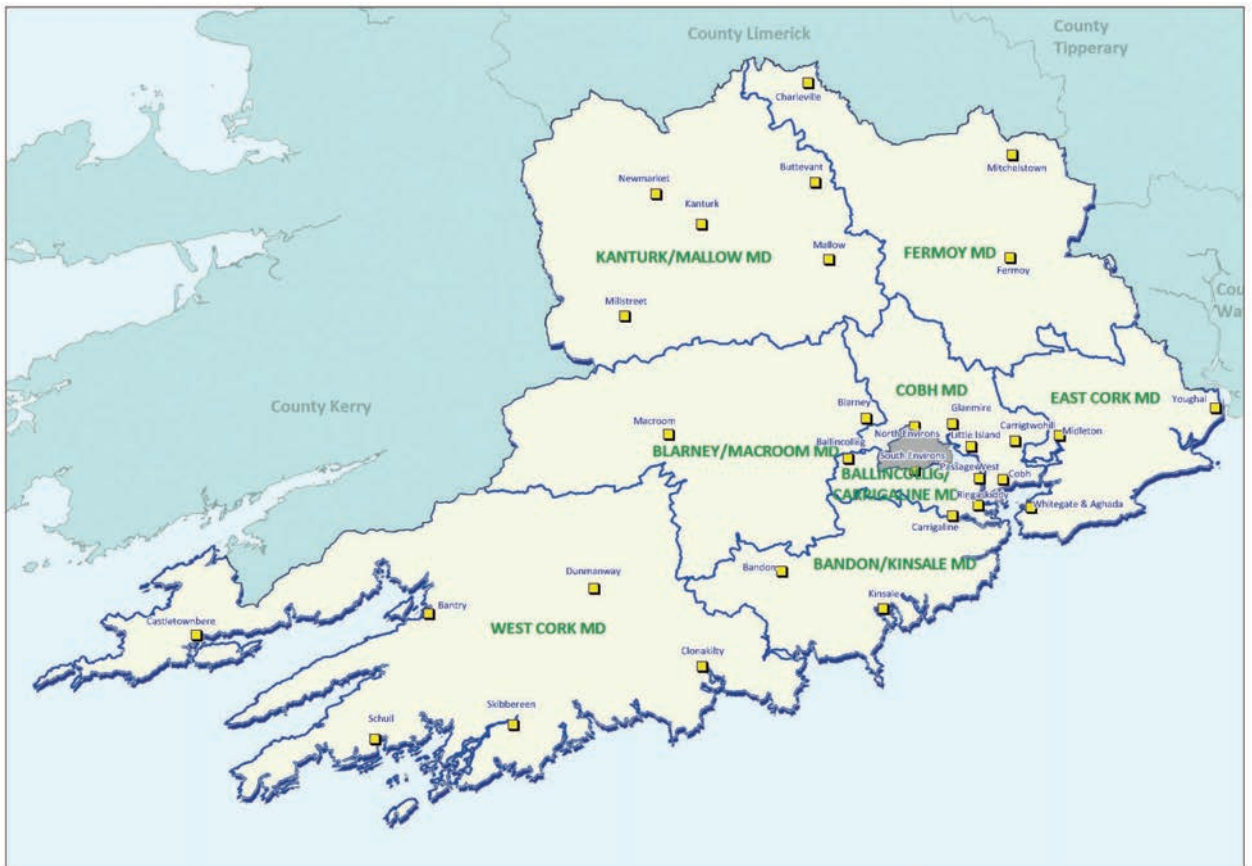 County Limerick
County
Tipperary
Charleville
Mitchelstown
Buttevant
Newmarket
Kanturk
Mallow
KANTURK/MALLOW MD
FERMOY MD
Fermoy
Millstreet
Cou
Wa
COBH MD
EAST CORK MD
County Kerry
Youghal
Blarney
Glanmire
Macroom
North Environs
Little Island
Carrigtwohill
Midleton
Ballincollig
BLARNEY/MACROOM MD
South Environs
PassageWest
Cobh
BALLINCOLLIG/
CARRIGALINE MD
Ringaskiddy
Whitegate & Aghada
Carrigaline
Bandon
BANDON/KINSALE MD
Dunmanway
Kinsale
Bantry
Castletownbere
WEST CORK MD
Clonakilty
Skibbereen
Schull